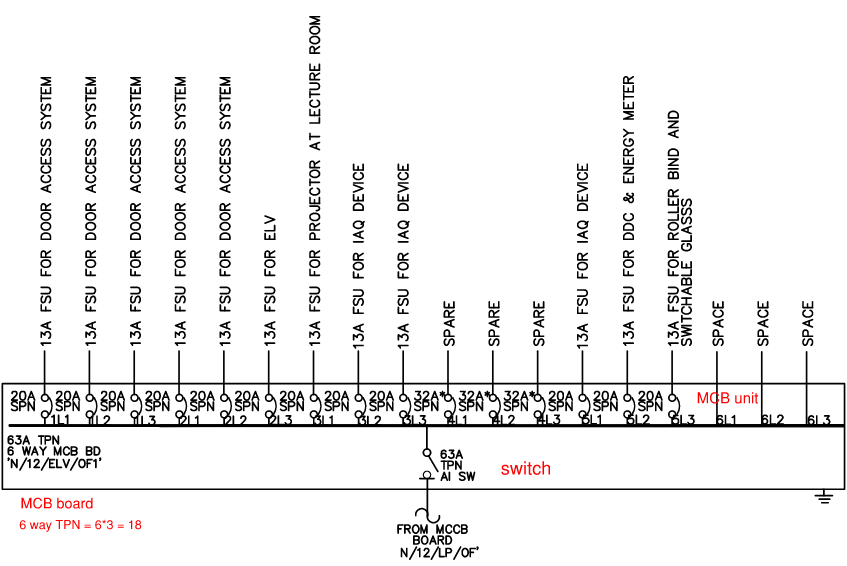 13A FSU FOR DOOR ACCESS SYSTEM
13A FSU FOR DOOR ACCESS SYSTEM
13A FSU FOR DOOR ACCESS SYSTEM
13A FSU FOR DOOR ACCESS SYSTEM
13A FSU FOR DOOR ACCESS SYSTEM
13A FSU FOR ELV
13A FSU FOR PROJECTOR AT LECTURE ROOM
13A FSU FOR IAQ DEVICE
13A FSU FOR IAQ DEVICE
SPARE
SPARE
SPARE
13A FSU FOR IAQ DEVICE
13A FSU FOR DDC & ENERGY METER
13A FSU FOR ROLLER BIND AND
SWITCHABLE GLASSS
SPACE
SPACE
SPACE
20A 20A 20A 20A 20A 20A 20A 20A 20A 32A* 32A* 32A* 20A 20A 20A
SPN SPN SPN SPN SPN SPN SPN SPN SPN SPN SPN SPN SPN SPN SPN
MCB unit
1L1 1L2 1L3 2L1 2L2 2L3 3L1 3L2 3L3 4L1 4L2 4L3 5L1 5L2 5L3 6L1 6L2 6L3
63A TPN
6 WAY MCB BD
'N/12/ELV/OF1'
63A
TPN
AI SW
switch
MCB board
6 way TPN = 6*3 = 18
FROM MCCB
BOARD
N/12/LP/OF'